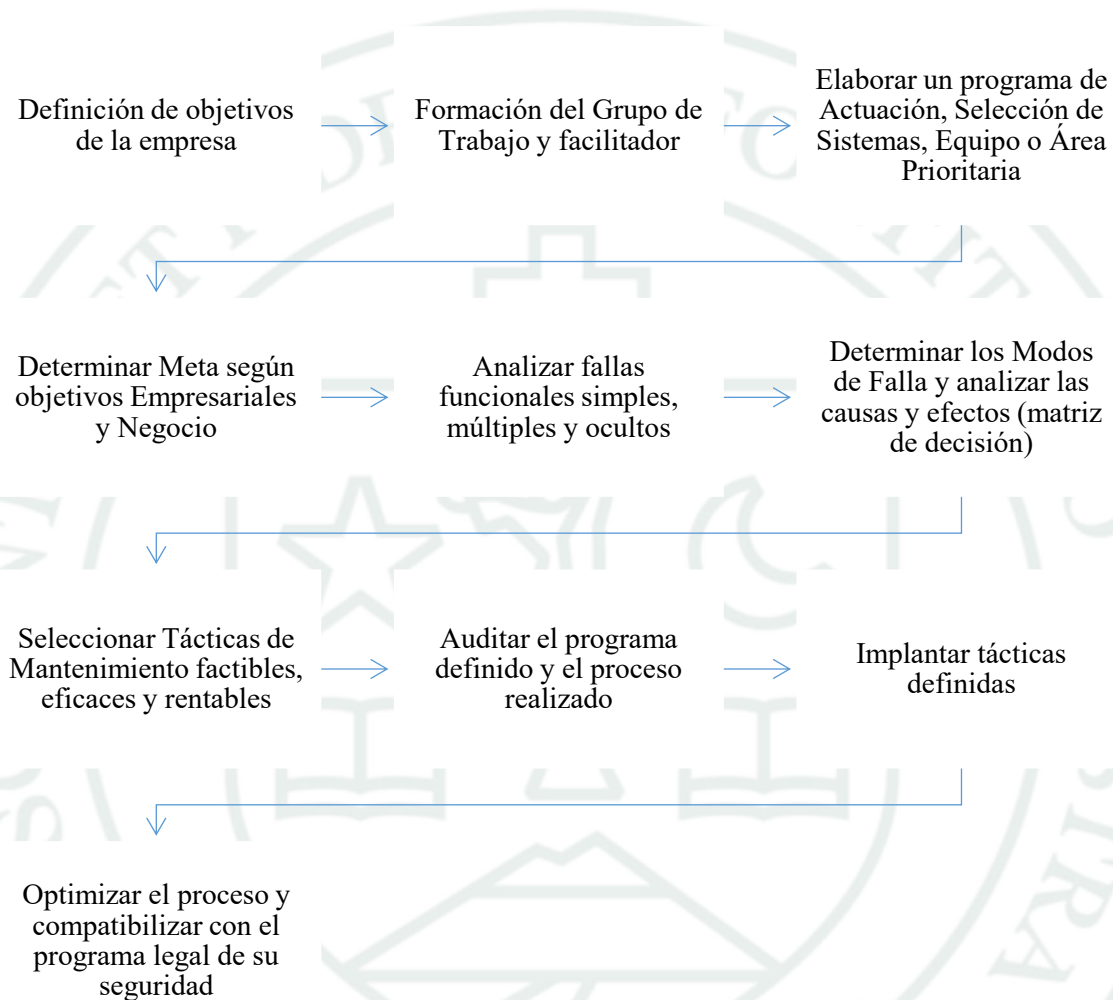 Definición de objetivos
de la empresa
Formación del Grupo de
Trabajo y facilitador
Elaborar un programa de
Actuación, Selección de
Sistemas, Equipo o Área
Prioritaria
Determinar Meta según
objetivos Empresariales
y Negocio
Analizar fallas
funcionales simples,
múltiples y ocultos
Determinar los Modos
de Falla y analizar las
causas y efectos (matriz
de decisión)
Seleccionar Tácticas de
Mantenimiento factibles,
eficaces y rentables
Auditar el programa
definido y el proceso
realizado
Implantar tácticas
definidas
Optimizar el proceso y
compatibilizar con el
programa legal de su
seguridad